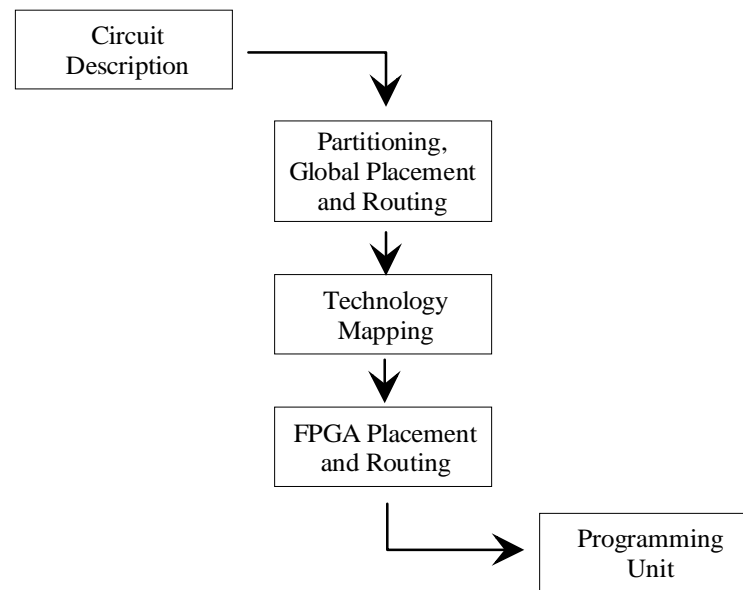 Circuit
Description
Partitioning,
Global Placement
and Routing
Technology
Mapping
FPGA Placement
and Routing
Programming
Unit